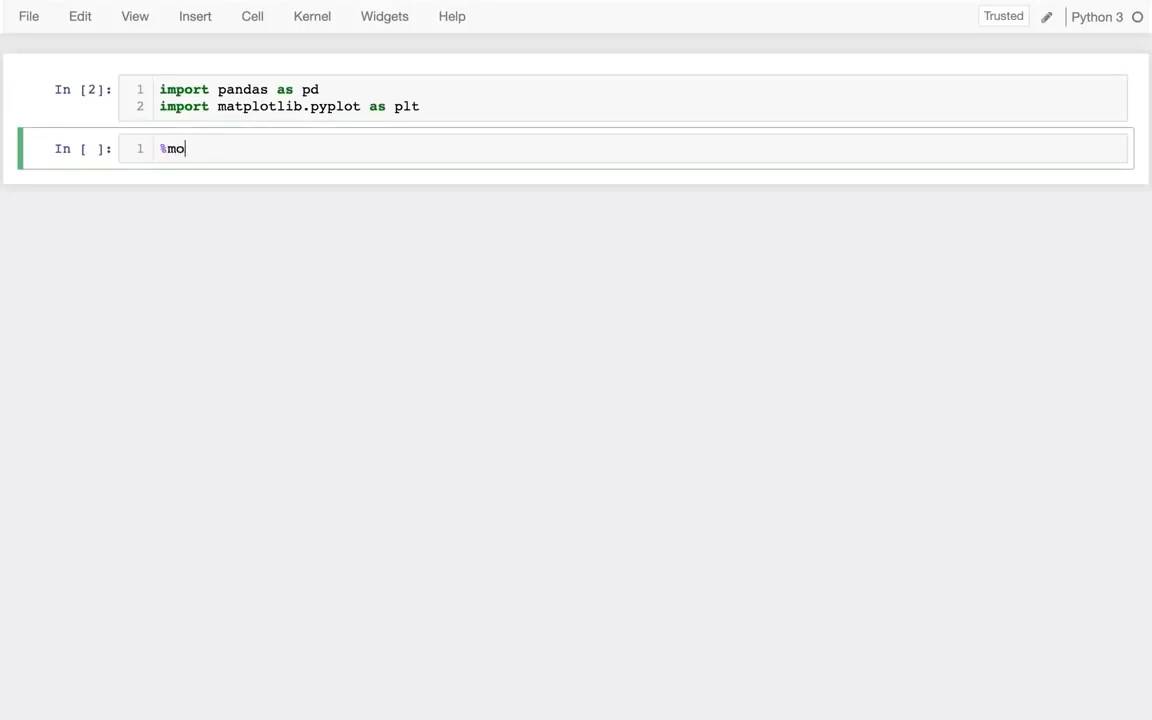 File Edit View Insert Cell Kernel Widgets Help Trusted Python 3
In [2]: 1 import pandas as pd
2 import matplotlib.pyplot as plt
In [ ]: 1 %mo